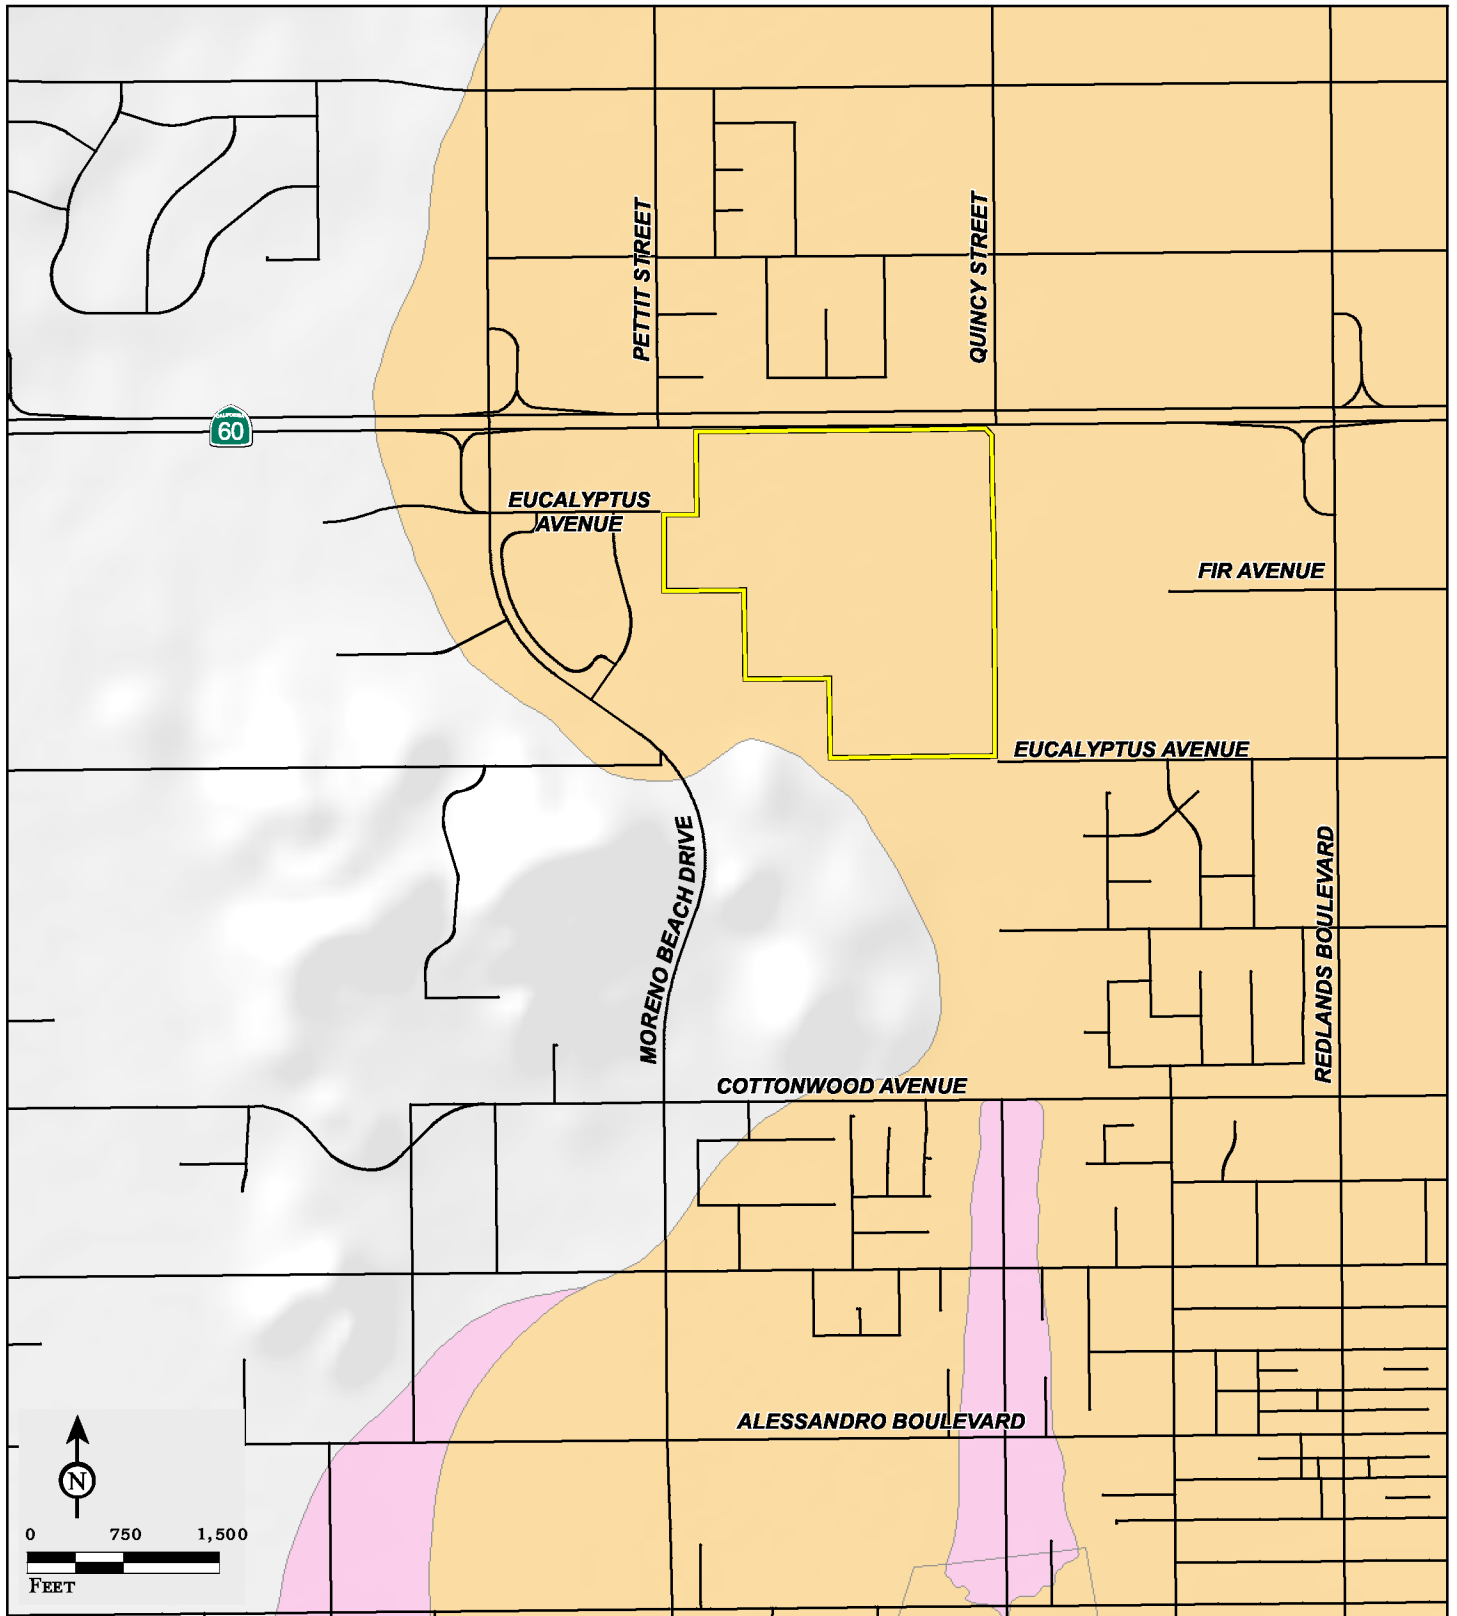 PETTIT STREET
QUINCY STREET
CALIFORNIA
60
EUCALYPTUS
AVENUE
FIR AVENUE
EUCALYPTUS AVENUE
MORENO BEACH DRIVE
REDLANDS BOULEVARD
COTTONWOOD AVENUE
ALESSANDRO BOULEVARD
N
0 750 1,500
FEET